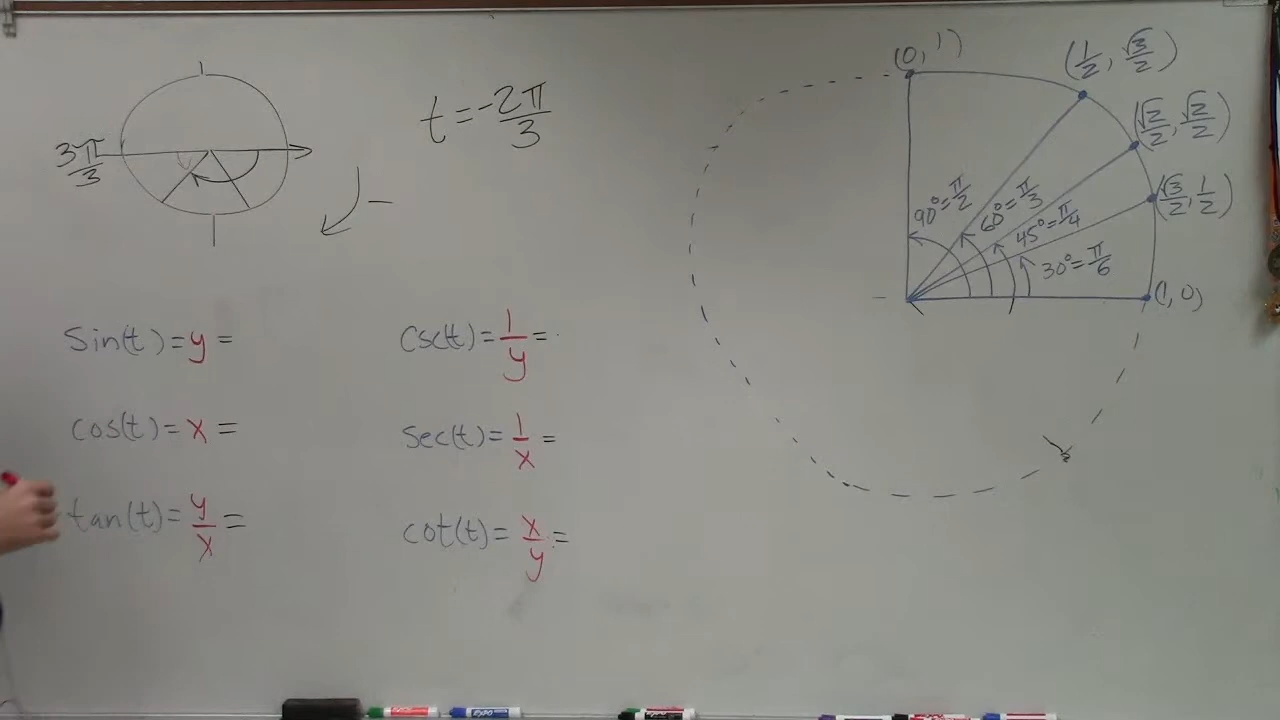 t = -2π/3
3π/3
−
sin(t) = y =
cos(t) = x =
tan(t) = y/x =
csc(t) = 1/y =
sec(t) = 1/x =
cot(t) = x/y =
(0, 1)
(1/2, √3/2)
(√2/2, √2/2)
(√3/2, 1/2)
(1, 0)
90° = π/2
60° = π/3
45° = π/4
30° = π/6
EXPO